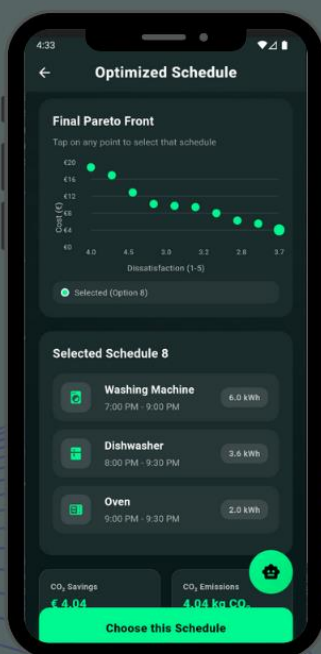 4:33
Optimized Schedule
Final Pareto Front
Tap on any point to select that schedule
€20
€16
€12
€8
€4
€0
Cost (€)
4.0 4.5 3.0 3.2 2.8 3.7
Dissatisfaction (1-5)
Selected (Option 8)
Selected Schedule 8
Washing Machine
7:00 PM - 9:00 PM
6.0 kWh
Dishwasher
8:00 PM - 9:30 PM
3.6 kWh
Oven
9:00 PM - 9:30 PM
2.0 kWh
CO₂ Savings
€ 4.04
CO₂ Emissions
4.04 kg CO₂
Choose this Schedule